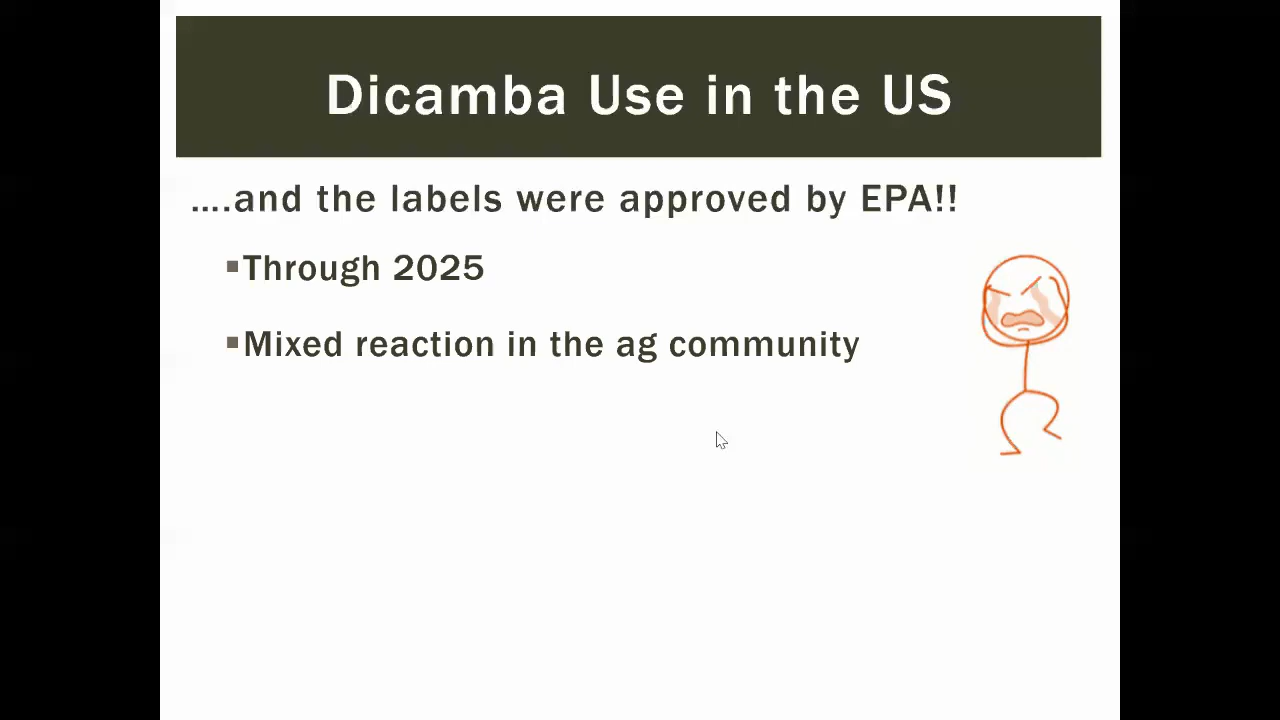 Dicamba Use in the US
....and the labels were approved by EPA!!
▪Through 2025
▪Mixed reaction in the ag community